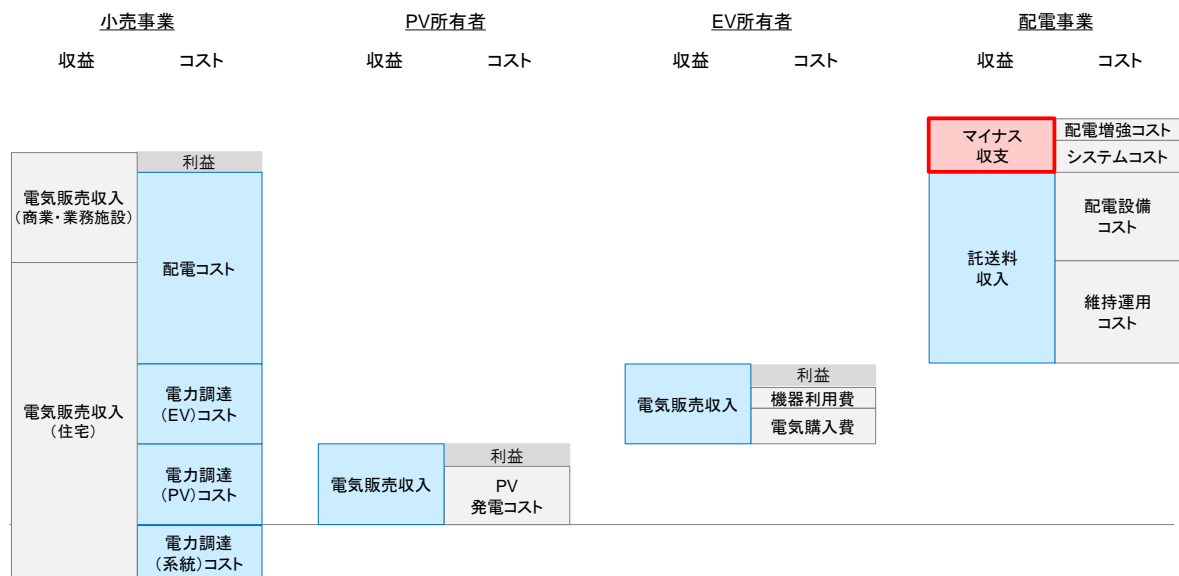 小売事業
収益
コスト
電気販売収入
（商業・業務施設）
電気販売収入
（住宅）
利益
配電コスト
電力調達
（EV）コスト
電力調達
（PV）コスト
電力調達
（系統）コスト
PV所有者
収益
コスト
電気販売収入
利益
PV
発電コスト
EV所有者
収益
コスト
電気販売収入
利益
機器利用費
電気購入費
配電事業
収益
コスト
マイナス
収支
託送料
収入
配電増強コスト
システムコスト
配電設備
コスト
維持運用
コスト